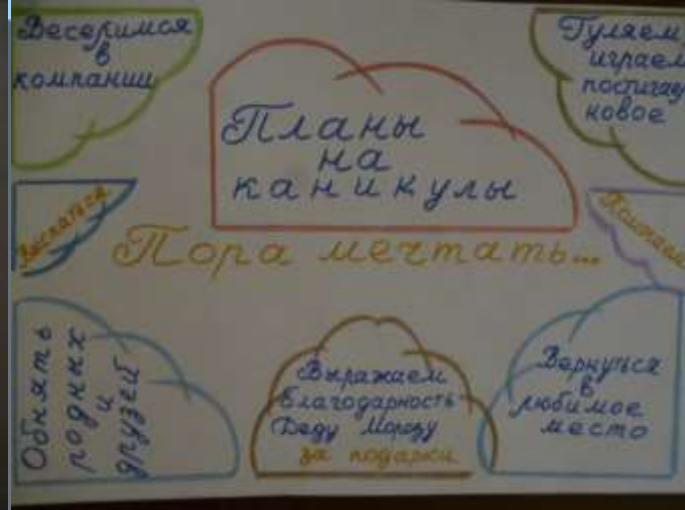 Веселимся
в
компании
Планы
на
каникулы
Гуляем,
играем
постигаем
новое
Выспаться
Пора мечтать...
Обнять
родных
и
друзей
Выражаем
благодарность
Деду Морозу
за подарки
Вернуться
в
любимое
место